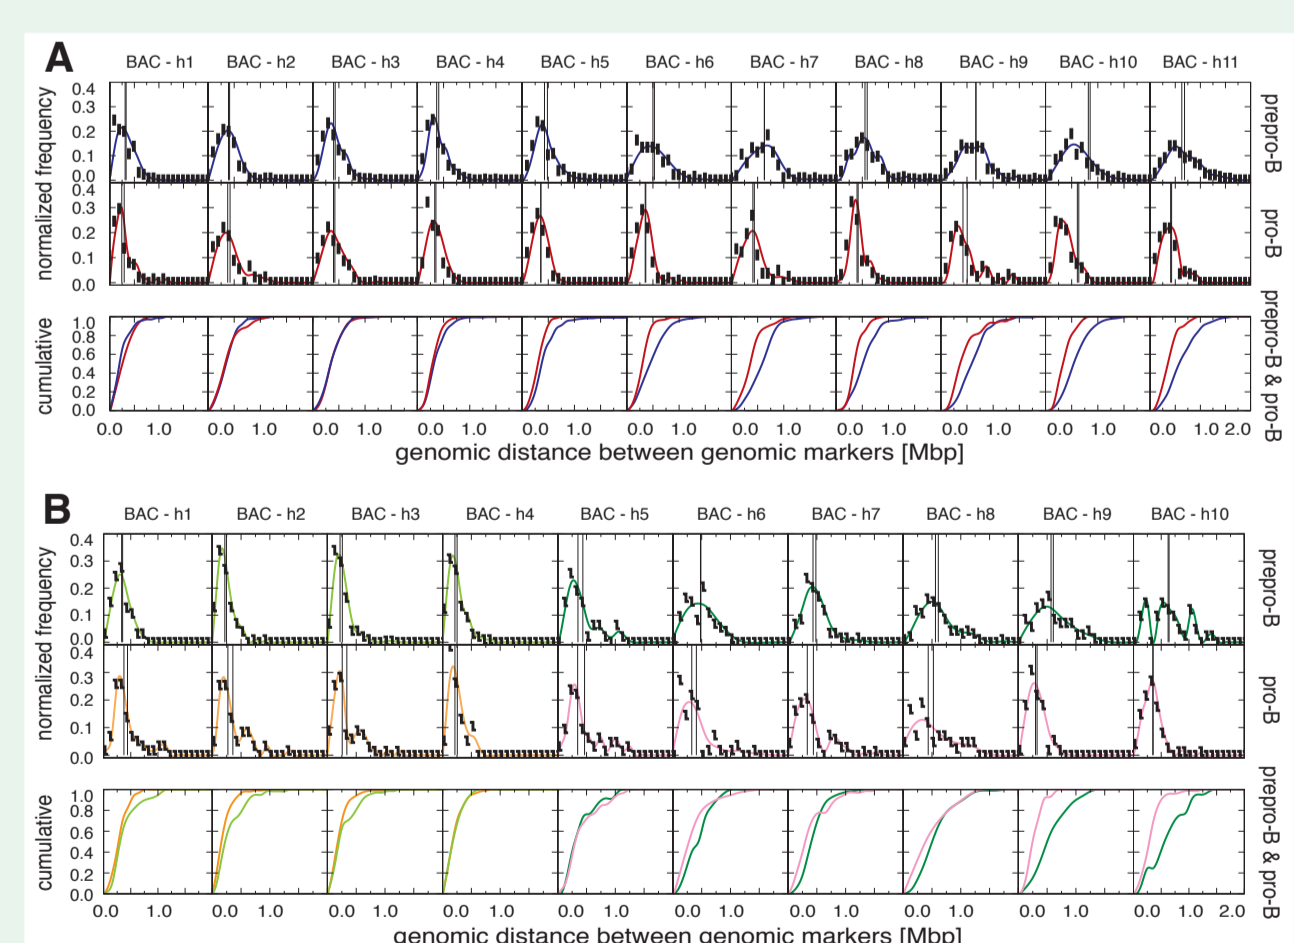 A
BAC - h1 BAC - h2 BAC - h3 BAC - h4 BAC - h5 BAC - h6 BAC - h7 BAC - h8 BAC - h9 BAC - h10 BAC - h11
normalized frequency
0.4
0.3
0.2
0.1
0.0
prepro-B
normalized frequency
0.4
0.3
0.2
0.1
0.0
pro-B
cumulative
1.0
0.8
0.6
0.4
0.2
0.0
prepro-B & pro-B
0.0 1.0 0.0 1.0 0.0 1.0 0.0 1.0 0.0 1.0 0.0 1.0 0.0 1.0 0.0 1.0 0.0 1.0 0.0 1.0 0.0 1.0 2.0
genomic distance between genomic markers [Mbp]
B
BAC - h1 BAC - h2 BAC - h3 BAC - h4 BAC - h5 BAC - h6 BAC - h7 BAC - h8 BAC - h9 BAC - h10
normalized frequency
0.4
0.3
0.2
0.1
0.0
prepro-B
0.4
0.3
0.2
0.1
0.0
pro-B
normalized frequency
cumulative
1.0
0.8
0.6
0.4
0.2
0.0
prepro-B & pro-B
0.0 1.0 0.0 1.0 0.0 1.0 0.0 1.0 0.0 1.0 0.0 1.0 0.0 1.0 0.0 1.0 0.0 1.0 0.0 1.0 2.0
genomic distance between genomic markers [Mbp]